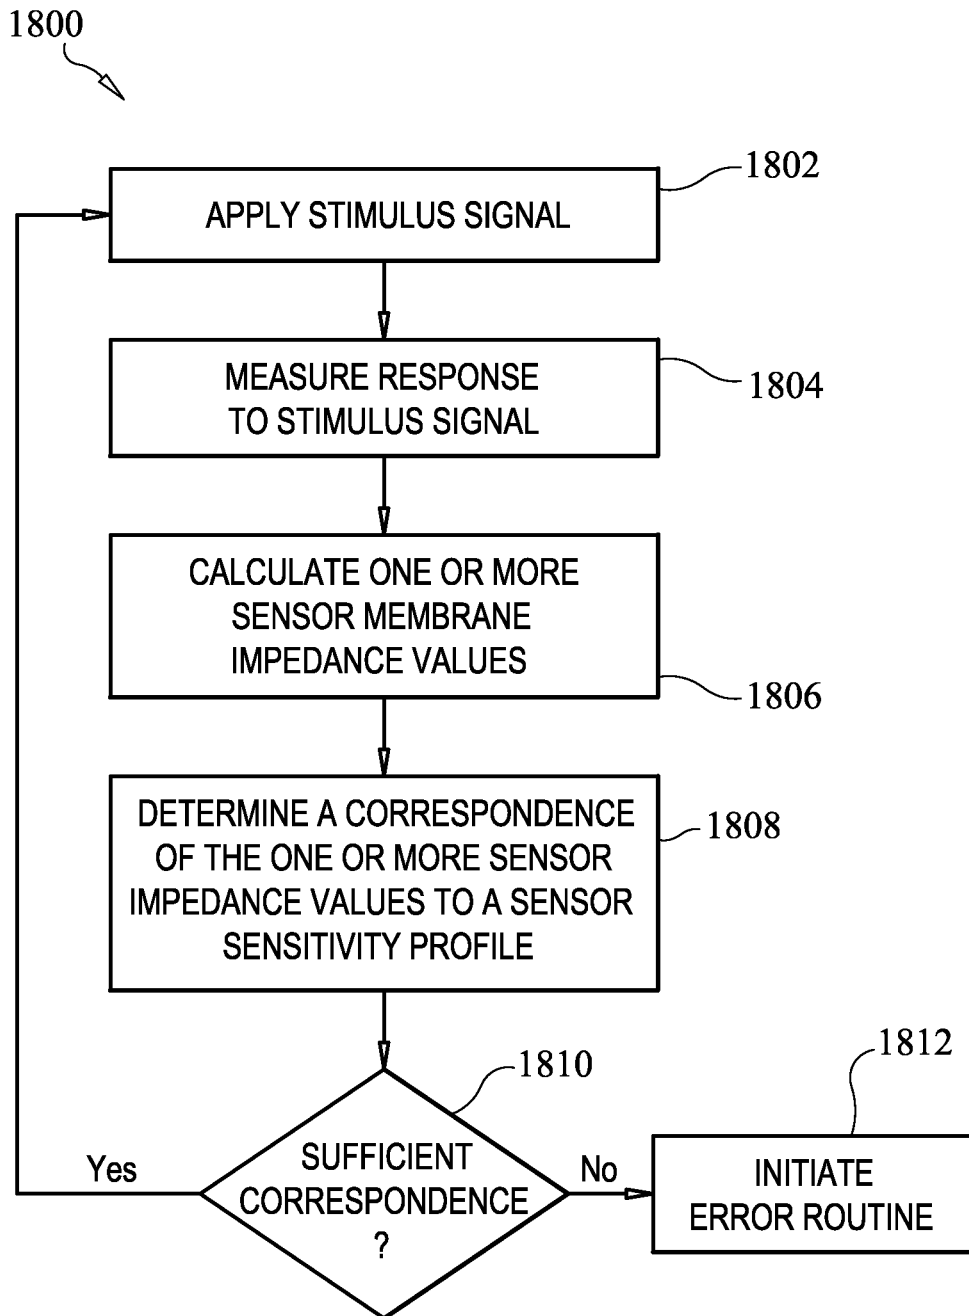 1800
1802
APPLY STIMULUS SIGNAL
MEASURE RESPONSE
TO STIMULUS SIGNAL
1804
CALCULATE ONE OR MORE
SENSOR MEMBRANE
IMPEDANCE VALUES
1806
DETERMINE A CORRESPONDENCE
OF THE ONE OR MORE SENSOR
IMPEDANCE VALUES TO A SENSOR
SENSITIVITY PROFILE
1808
1810
SUFFICIENT
CORRESPONDENCE
?
Yes
No
1812
INITIATE
ERROR ROUTINE